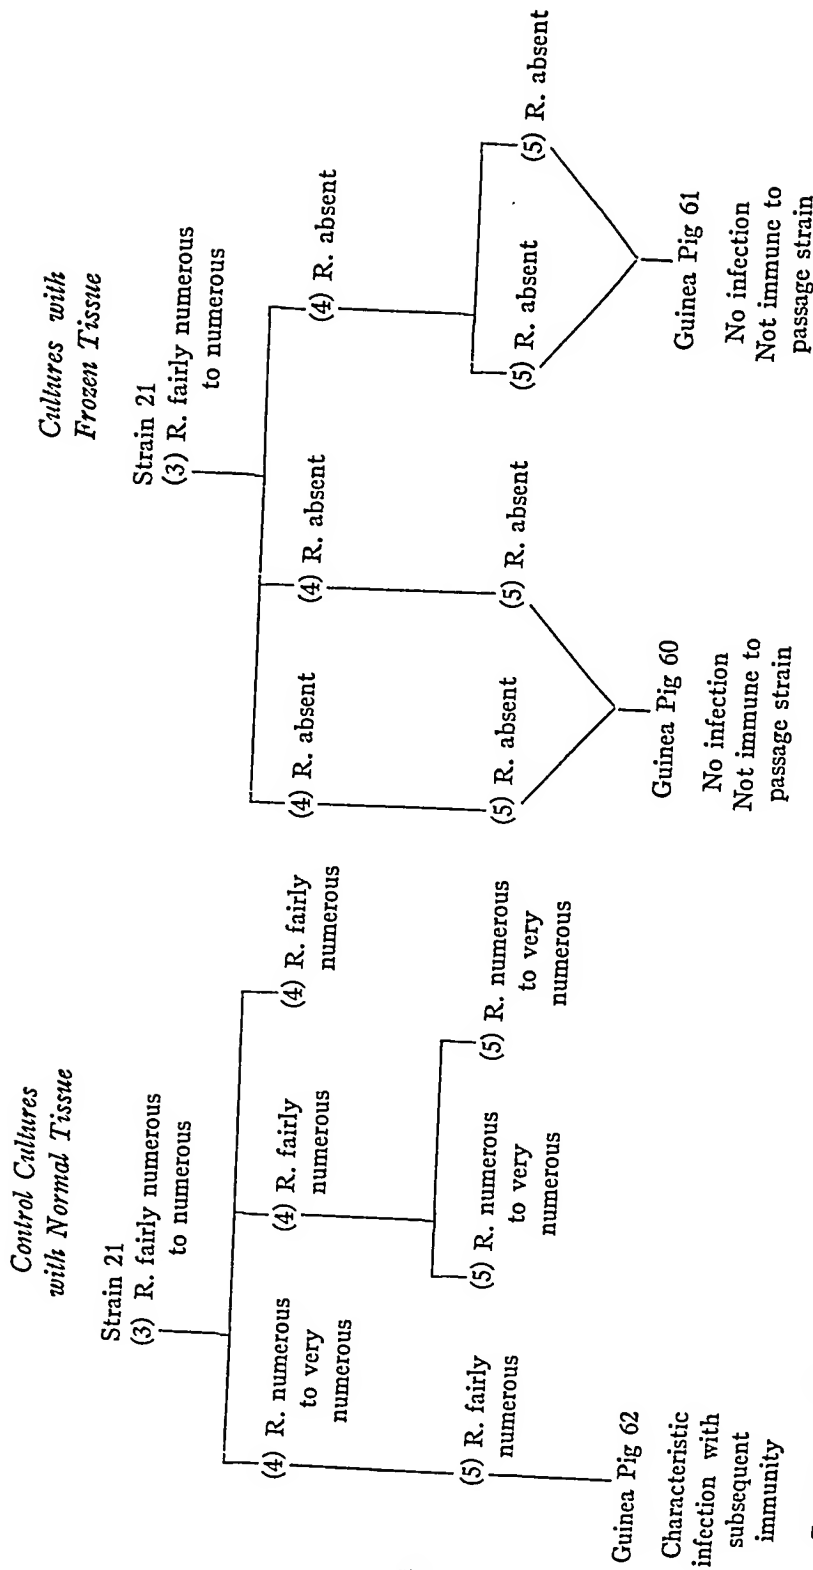 Control Cultures
with Normal Tissue
Strain 21
(3) R. fairly numerous
to numerous
(4) R. numerous
to very
numerous
(4) R. fairly
numerous
(4) R. fairly
numerous
(5) R. fairly
numerous
(5) R. numerous
to very
numerous
(5) R. numerous
to very
numerous
Guinea Pig 62
Characteristic
infection with
subsequent
immunity
Cultures with
Frozen Tissue
Strain 21
(3) R. fairly numerous
to numerous
(4) R. absent
(4) R. absent
(4) R. absent
(5) R. absent
(5) R. absent
(5) R. absent
(5) R. absent
Guinea Pig 60
No infection
Not immune to
passage strain
Guinea Pig 61
No infection
Not immune to
passage strain